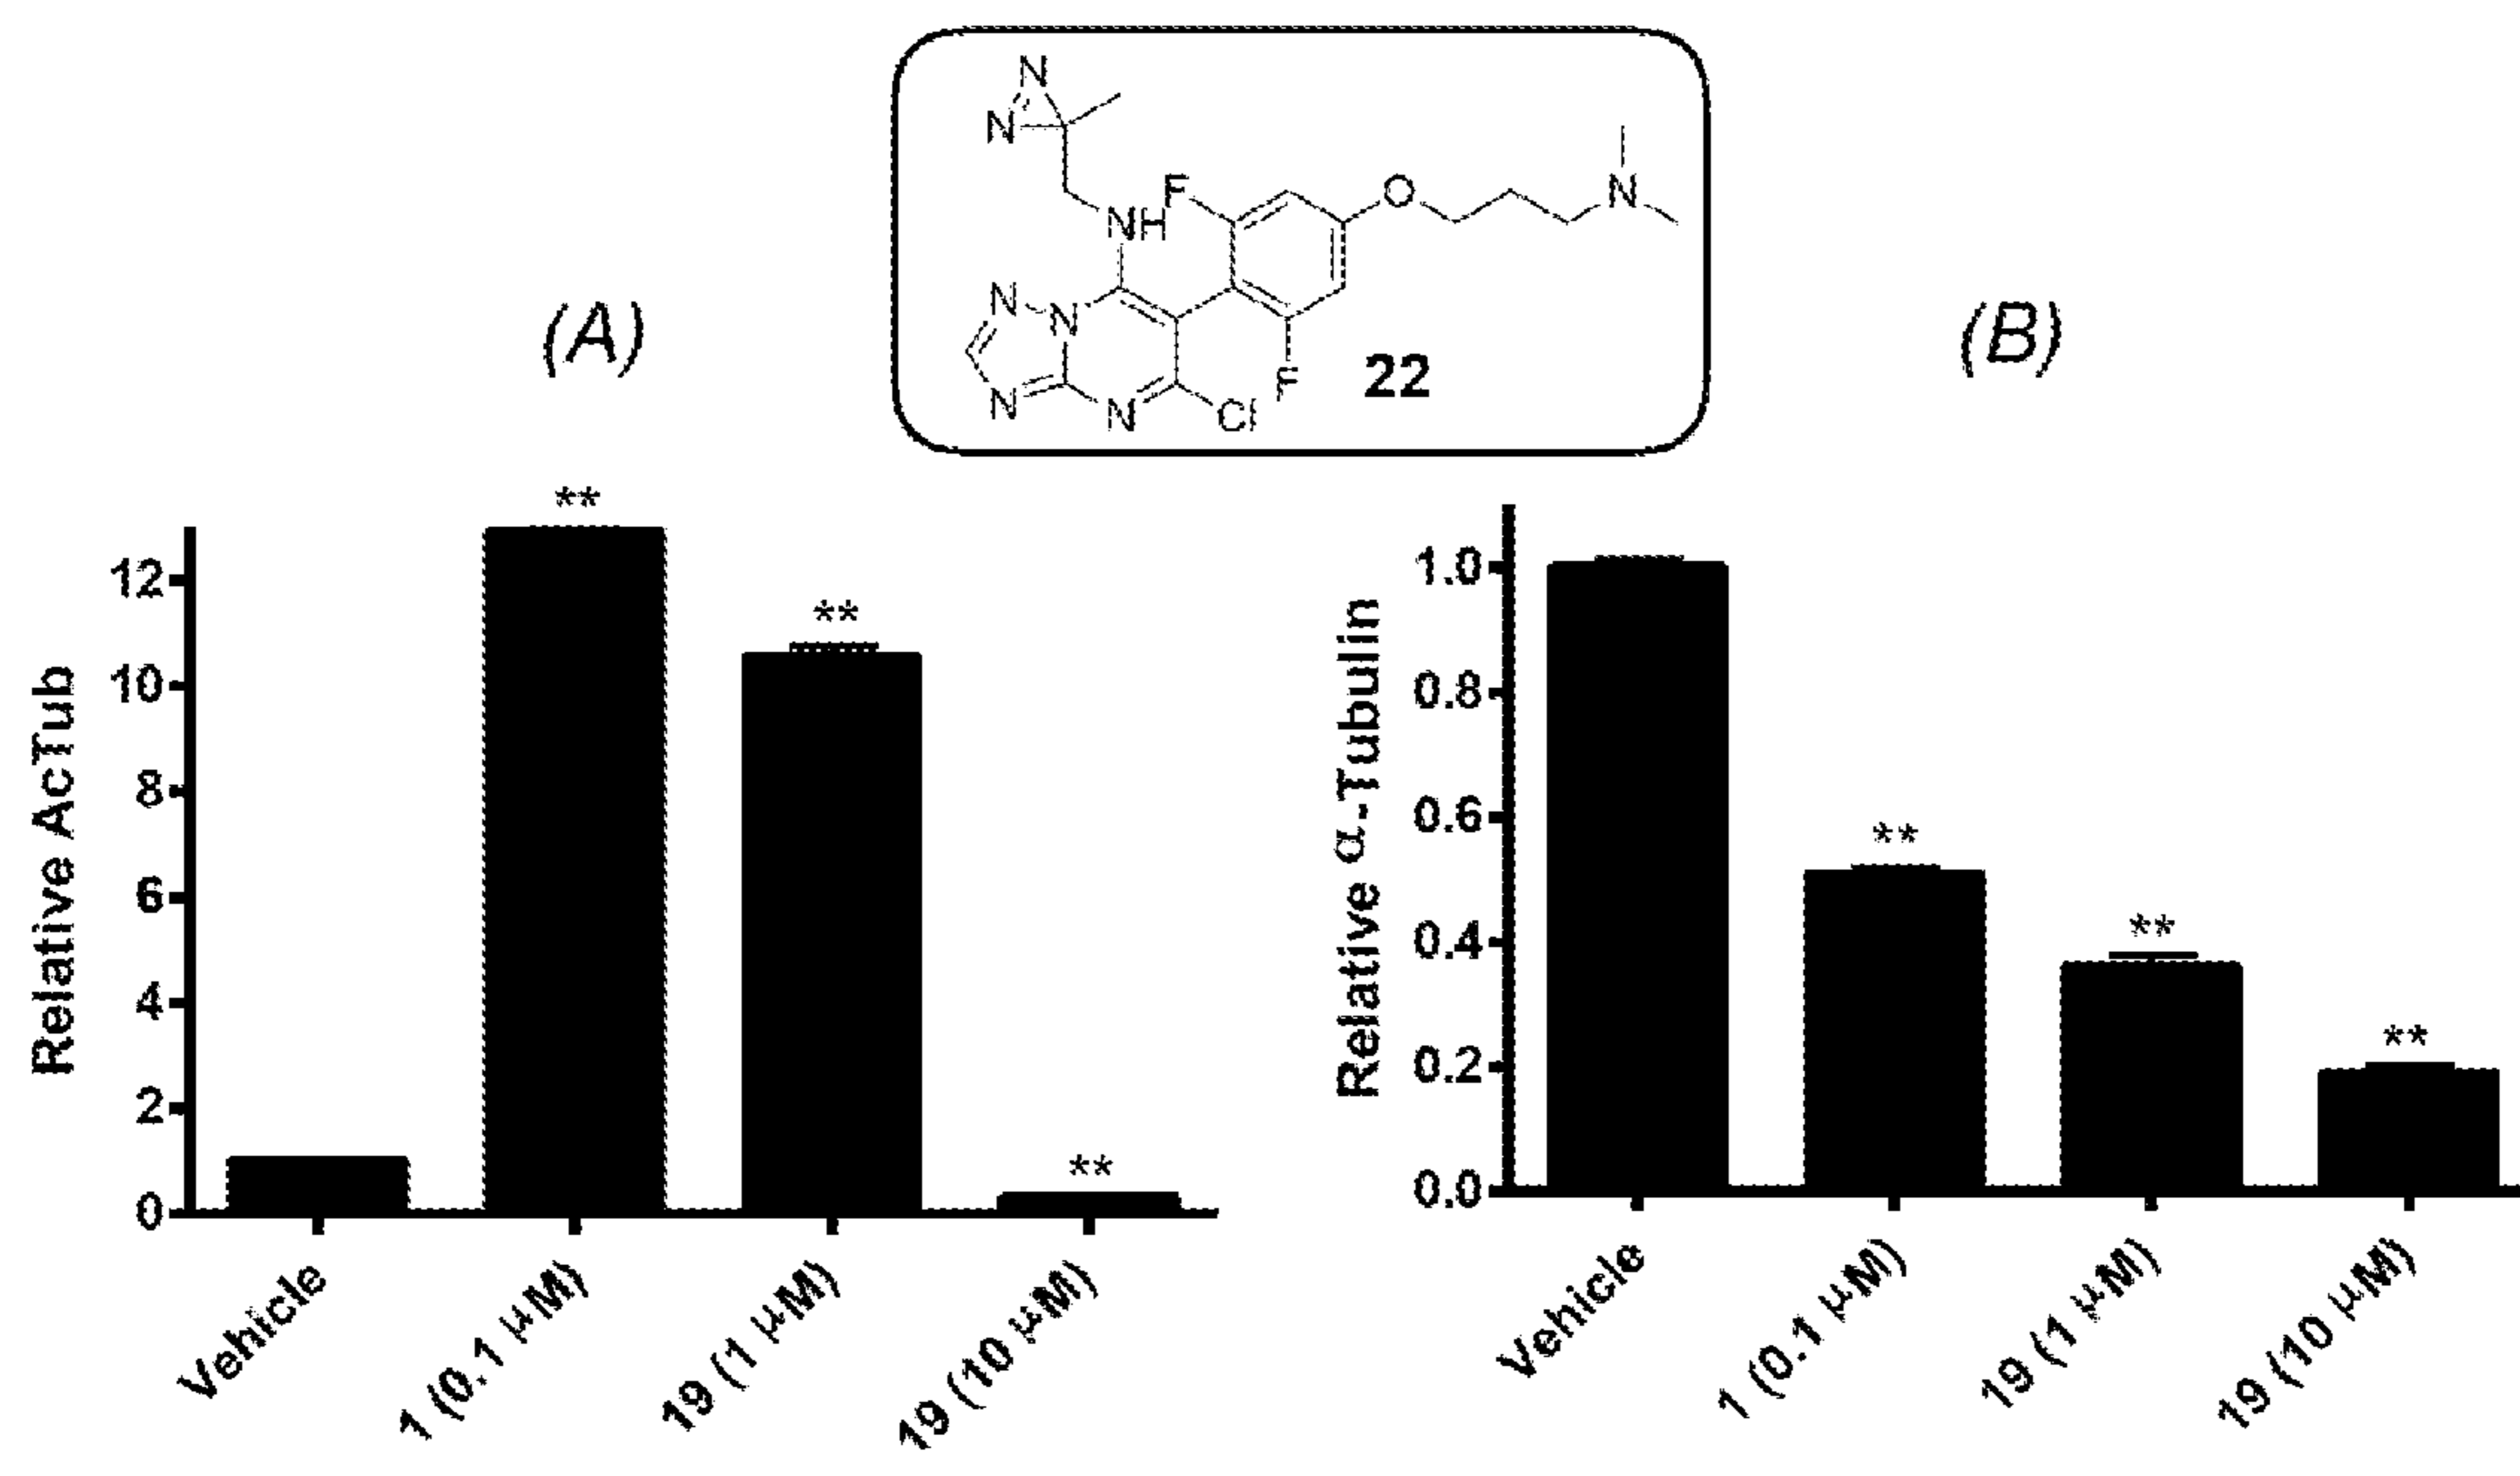 N
N
F
O
N
NH
N
N
N
N
Cl
F
22
(A)
(B)
**
**
**
12
10
8
6
4
2
0
Relative AcTub
Vehicle
1 (0.1 µM)
19 (1 µM)
19 (10 µM)
**
**
**
1.0
0.8
0.6
0.4
0.2
0.0
Relative α-Tubulin
Vehicle
1 (0.1 µM)
19 (1 µM)
19 (10 µM)